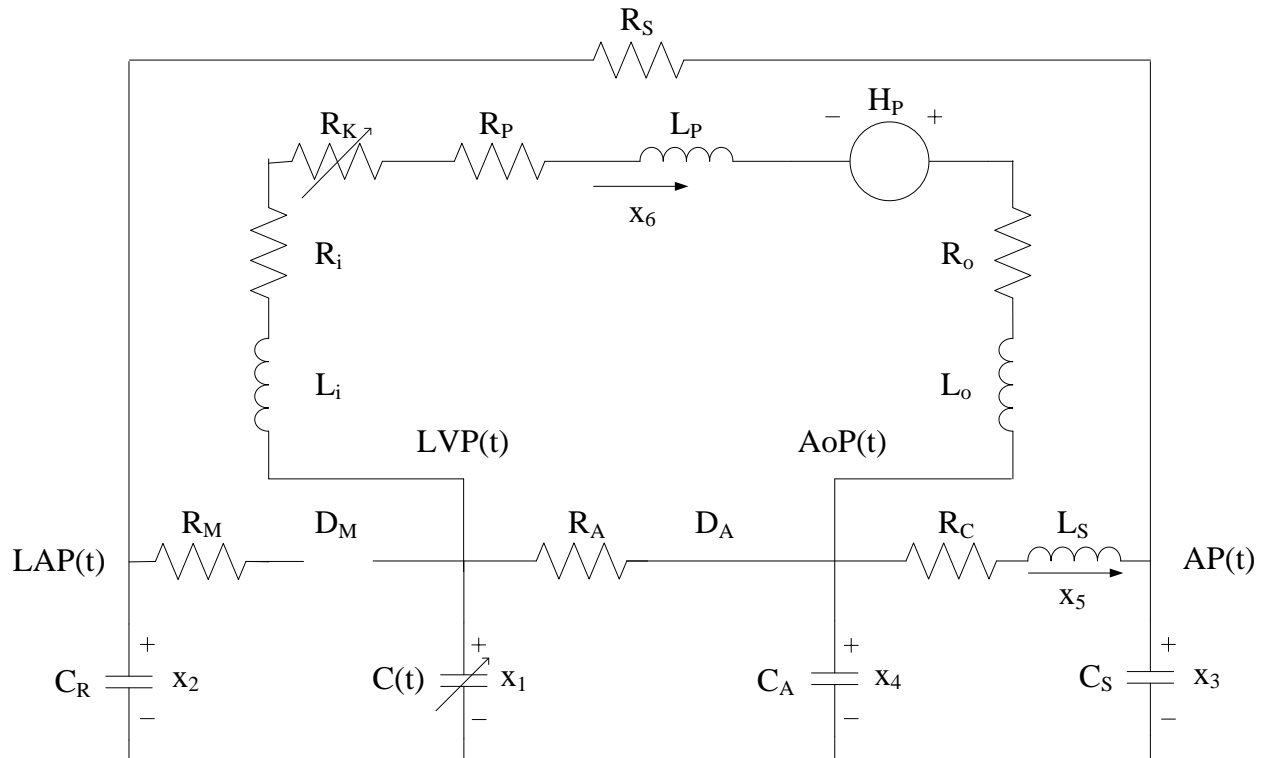 R_S
R_K
R_P
L_P
− H_P +
x_6
R_i
R_o
L_i
L_o
LVP(t)
AoP(t)
R_M
D_M
R_A
D_A
R_C
L_S
LAP(t)
AP(t)
x_5
+ + + +
C_R x_2
C(t) x_1
C_A x_4
C_S x_3
− − − −